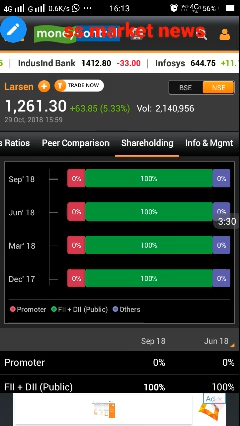 4G 4G 0.6K/s 16:13 4G 56%
moneycontrol
ss market news
IndusInd Bank 1412.80 -33.00 Infosys 644.75 +11.
Larsen TRADE NOW BSE NSE
1,261.30 +63.85 (5.33%) Vol: 2,140,956
29 Oct, 2018 15:59
s Ratios Peer Comparison Shareholding Info & Mgmt
Sep' 18 0% 100% 0%
Jun' 18 0% 100% 0%
3:30
Mar' 18 0% 100% 0%
Dec' 17 0% 100% 0%
Promoter FII + DII (Public) Others
Sep 18 Jun 18
Promoter 0% 0%
FII + DII (Public) 100% 100%
Ad